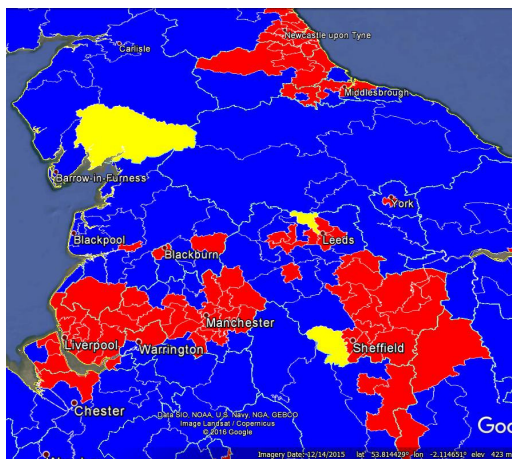 Carlisle
Newcastle upon Tyne
Middlesbrough
Barrow-in-Furness
York
Blackpool
Leeds
Blackburn
Manchester
Liverpool
Warrington
Sheffield
Chester
Data SIO, NOAA, U.S. Navy, NGA, GEBCO
Image Landsat / Copernicus
© 2016 Google
Goo
Imagery Date: 12/14/2015 lat 53.814429° lon -2.114651° elev 423 m